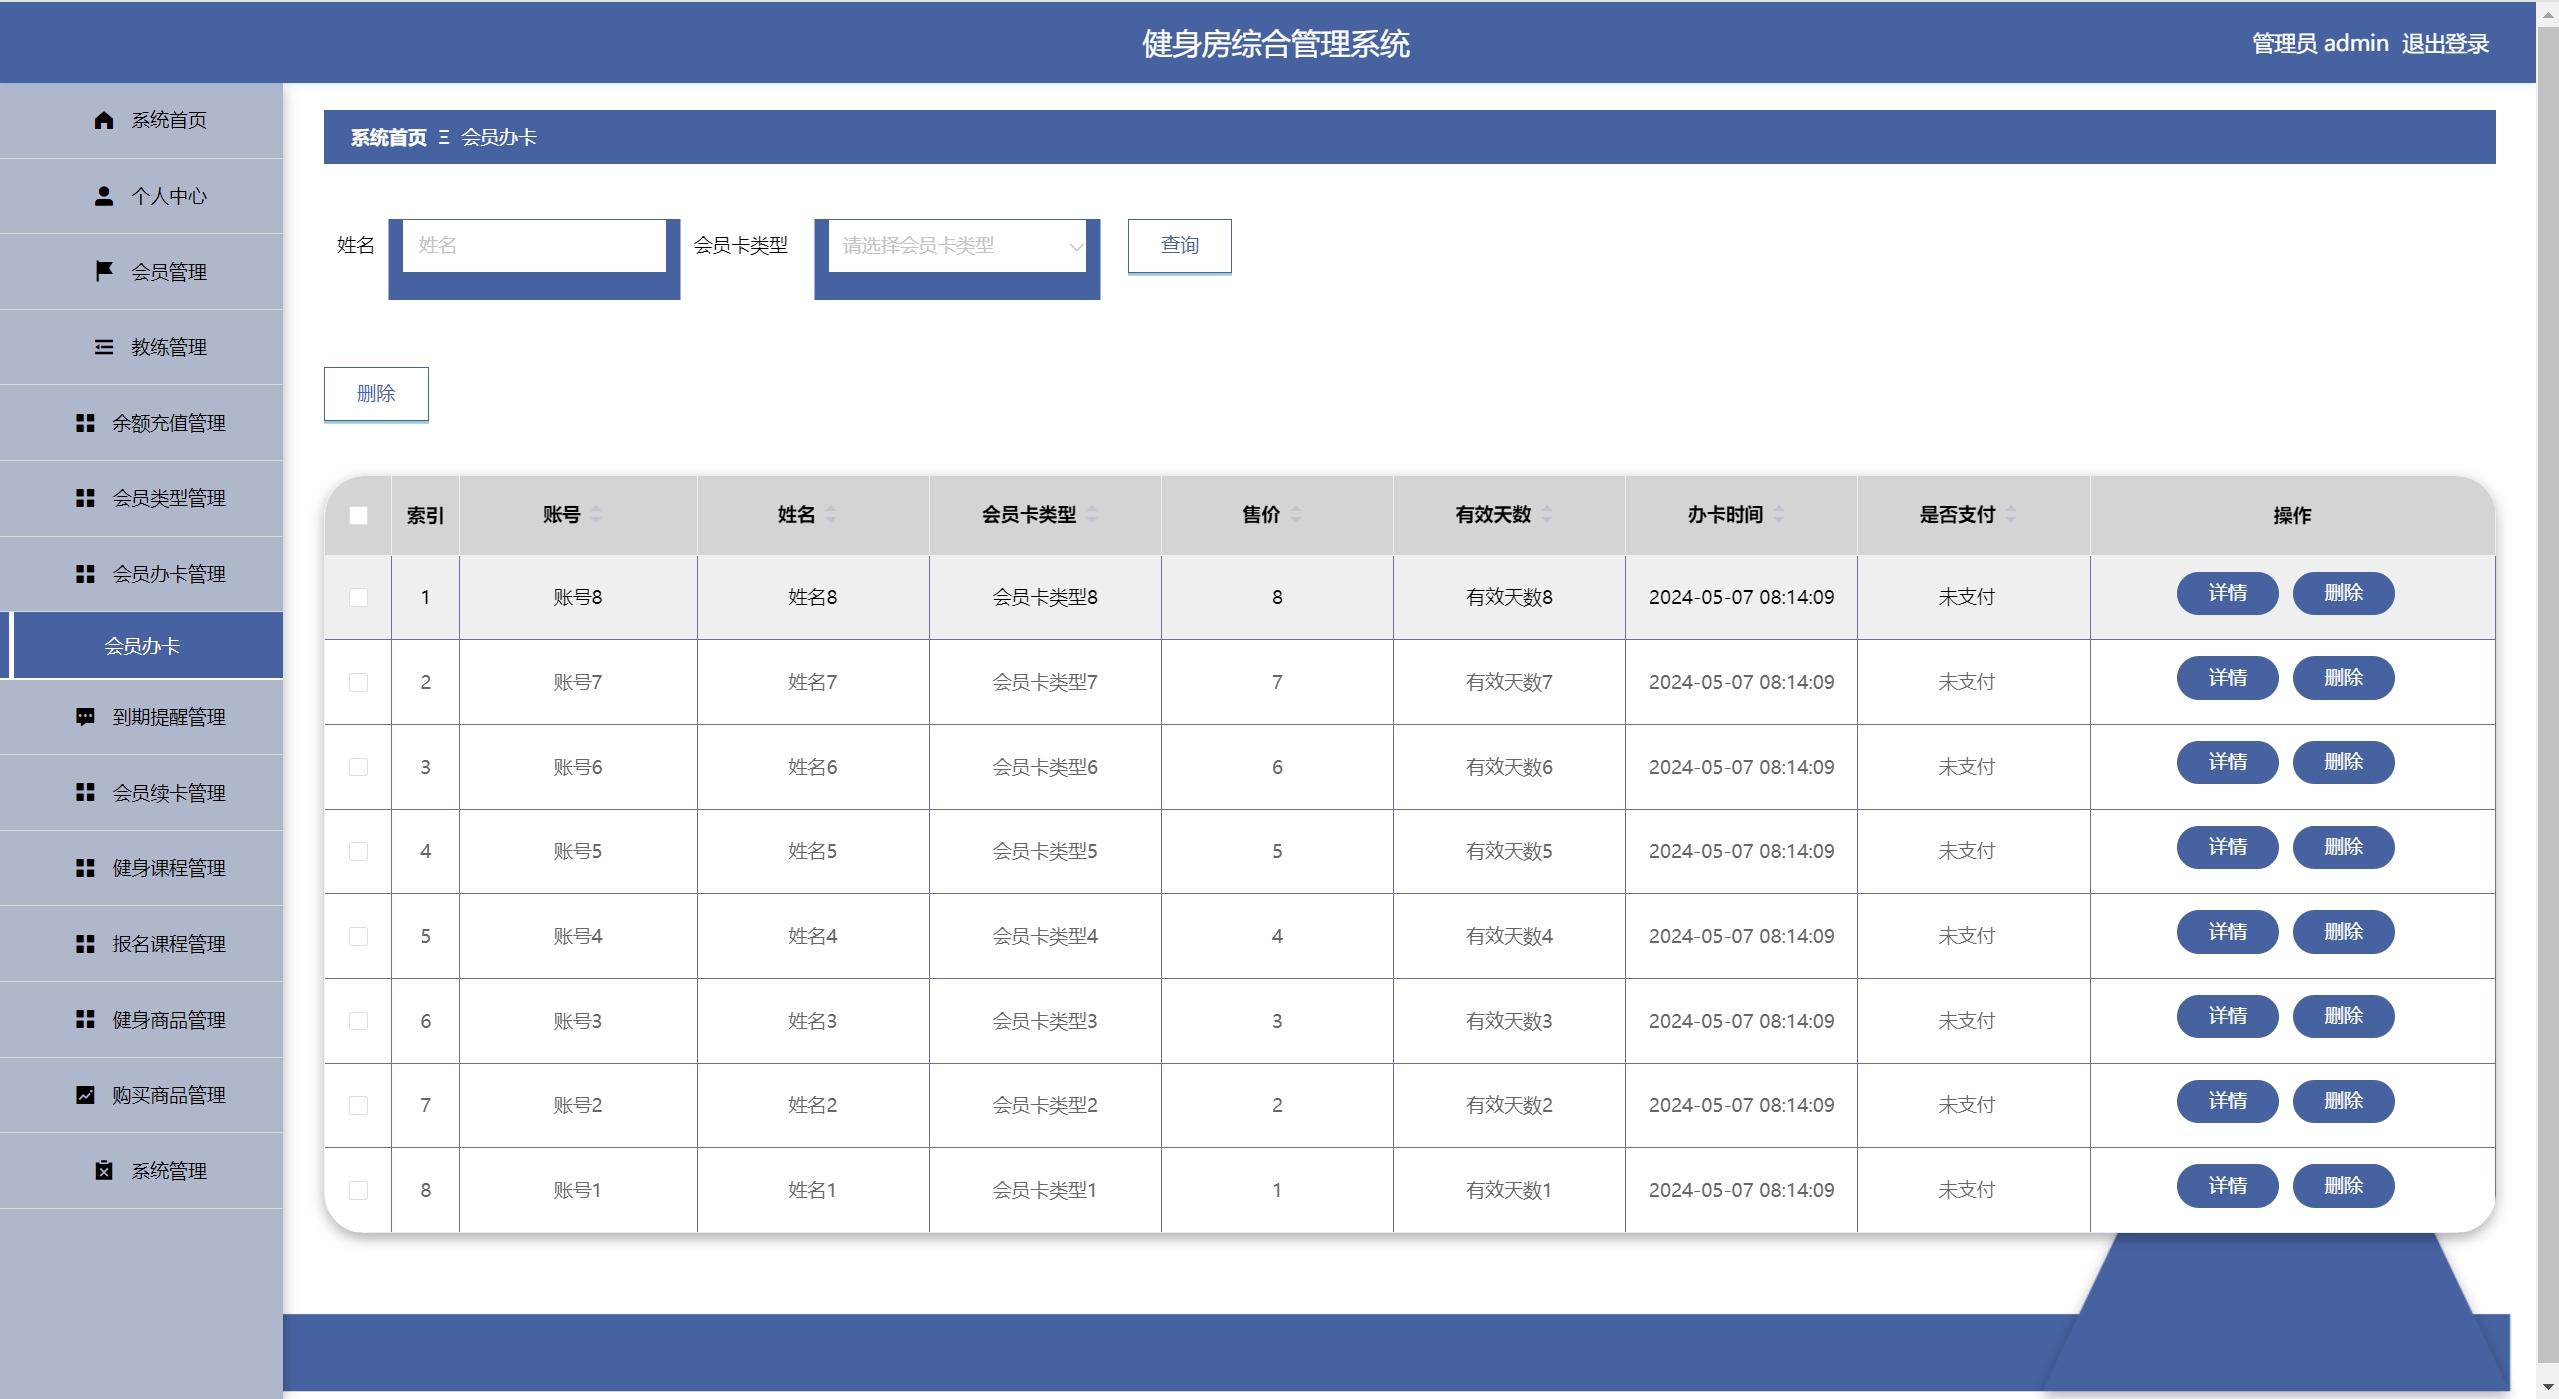 健身房综合管理系统
管理员 admin 退出登录
系统首页
个人中心
会员管理
教练管理
余额充值管理
会员类型管理
会员办卡管理
会员办卡
到期提醒管理
会员续卡管理
健身课程管理
报名课程管理
健身商品管理
购买商品管理
系统管理
系统首页 Ξ 会员办卡
姓名 姓名 会员卡类型 请选择会员卡类型 查询
删除
索引 账号 姓名 会员卡类型 售价 有效天数 办卡时间 是否支付 操作
1 账号8 姓名8 会员卡类型8 8 有效天数8 2024-05-07 08:14:09 未支付 详情 删除
2 账号7 姓名7 会员卡类型7 7 有效天数7 2024-05-07 08:14:09 未支付 详情 删除
3 账号6 姓名6 会员卡类型6 6 有效天数6 2024-05-07 08:14:09 未支付 详情 删除
4 账号5 姓名5 会员卡类型5 5 有效天数5 2024-05-07 08:14:09 未支付 详情 删除
5 账号4 姓名4 会员卡类型4 4 有效天数4 2024-05-07 08:14:09 未支付 详情 删除
6 账号3 姓名3 会员卡类型3 3 有效天数3 2024-05-07 08:14:09 未支付 详情 删除
7 账号2 姓名2 会员卡类型2 2 有效天数2 2024-05-07 08:14:09 未支付 详情 删除
8 账号1 姓名1 会员卡类型1 1 有效天数1 2024-05-07 08:14:09 未支付 详情 删除